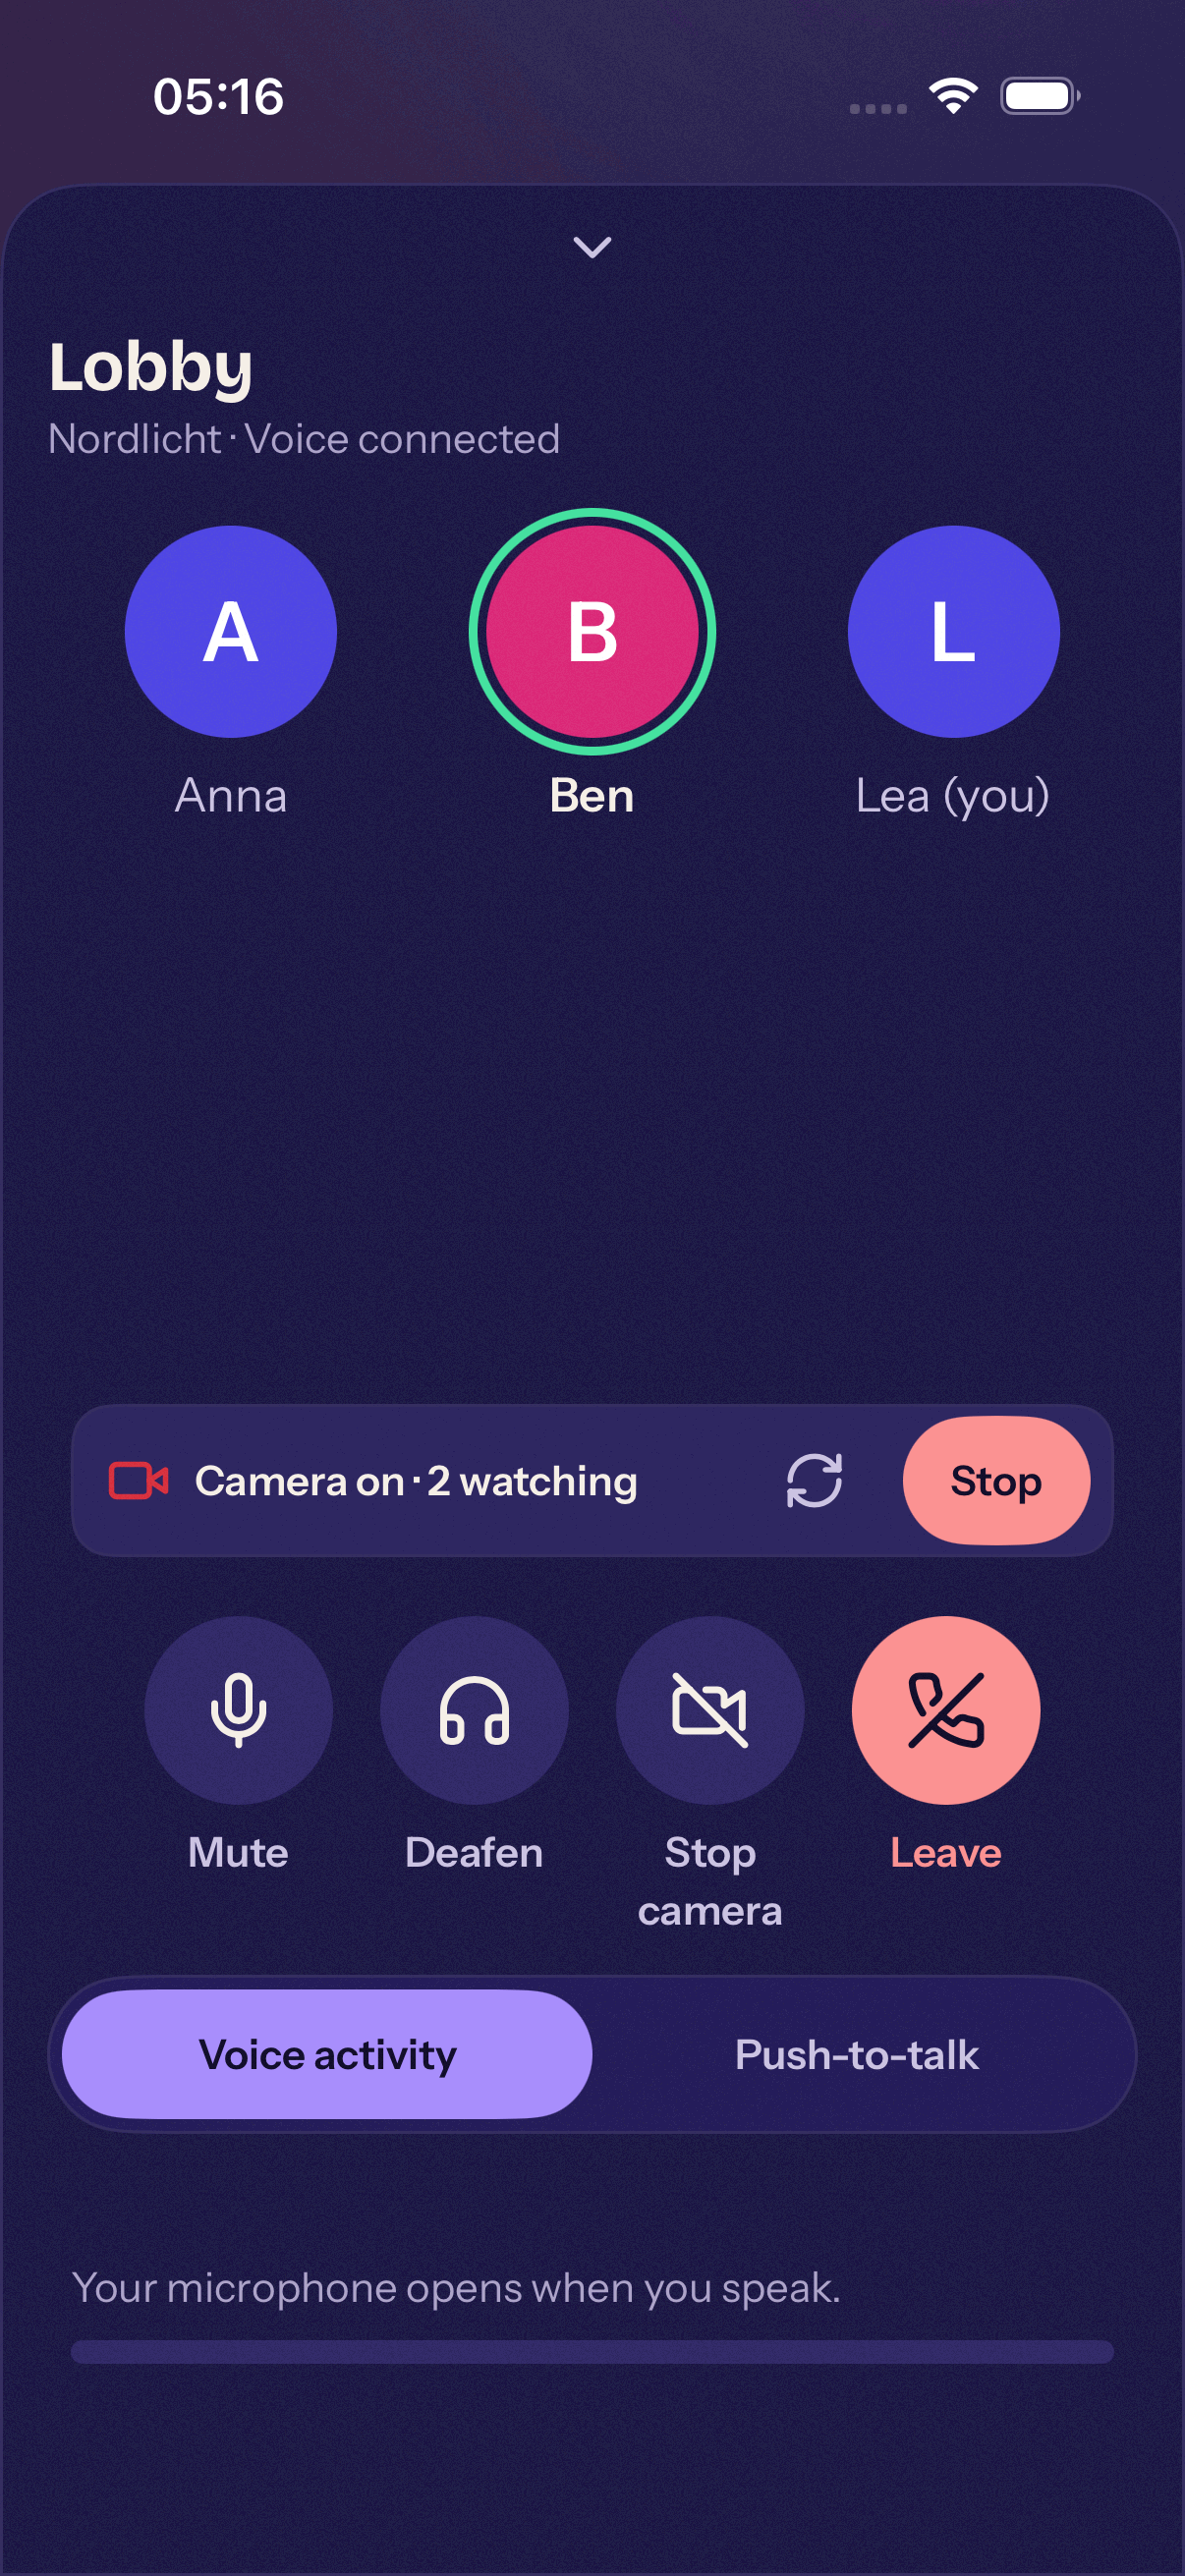 05:16
Lobby
Nordlicht · Voice connected
A
B
L
Anna
Ben
Lea (you)
Camera on · 2 watching
Stop
Mute
Deafen
Stop
camera
Leave
Voice activity
Push-to-talk
Your microphone opens when you speak.